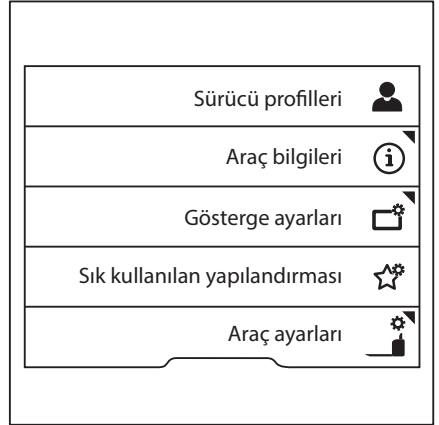 Sürücü profilleri
Araç bilgileri
Gösterge ayarları
Sık kullanılan yapılandırması
Araç ayarları